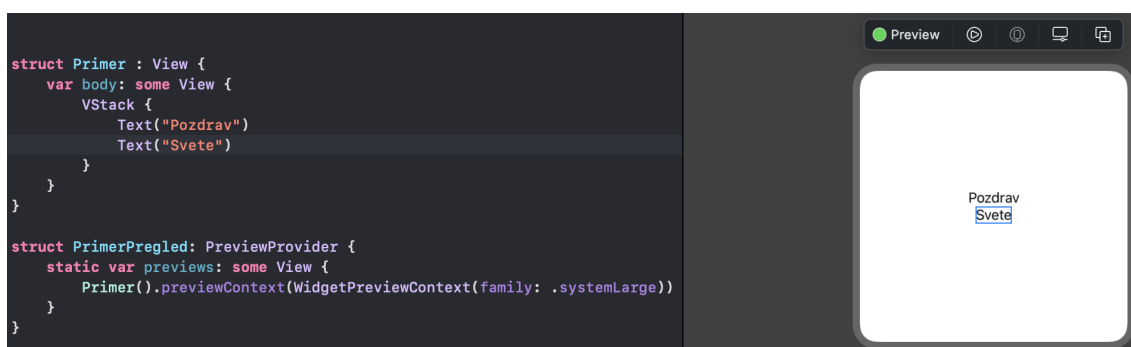 Preview
struct Primer : View {
    var body: some View {
        VStack {
            Text("Pozdrav")
            Text("Svete")
        }
    }
}
struct PrimerPregled: PreviewProvider {
    static var previews: some View {
        Primer().previewContext(WidgetPreviewContext(family: .systemLarge))
    }
}
Pozdrav
Svete